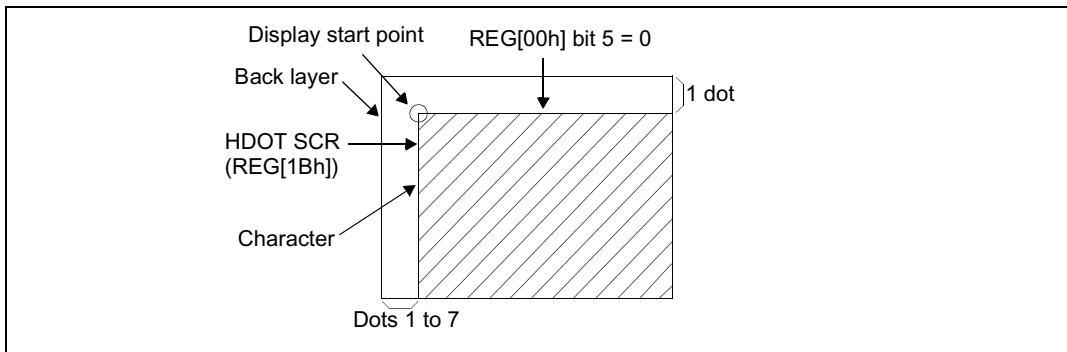 Display start point
REG[00h] bit 5 = 0
Back layer
1 dot
HDOT SCR
(REG[1Bh])
Character
Dots 1 to 7